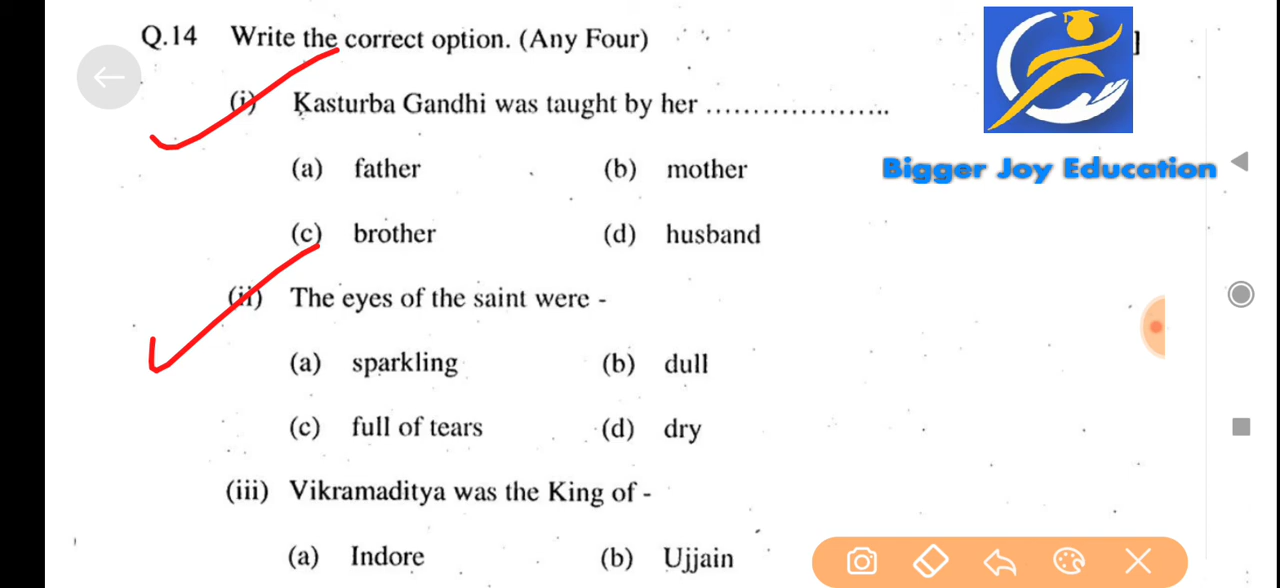 Q.14 Write the correct option. (Any Four) ]
(i) Kasturba Gandhi was taught by her ......................
(a) father (b) mother
Bigger Joy Education
(c) brother (d) husband
(ii) The eyes of the saint were -
(a) sparkling (b) dull
(c) full of tears (d) dry
(iii) Vikramaditya was the King of -
(a) Indore (b) Ujjain